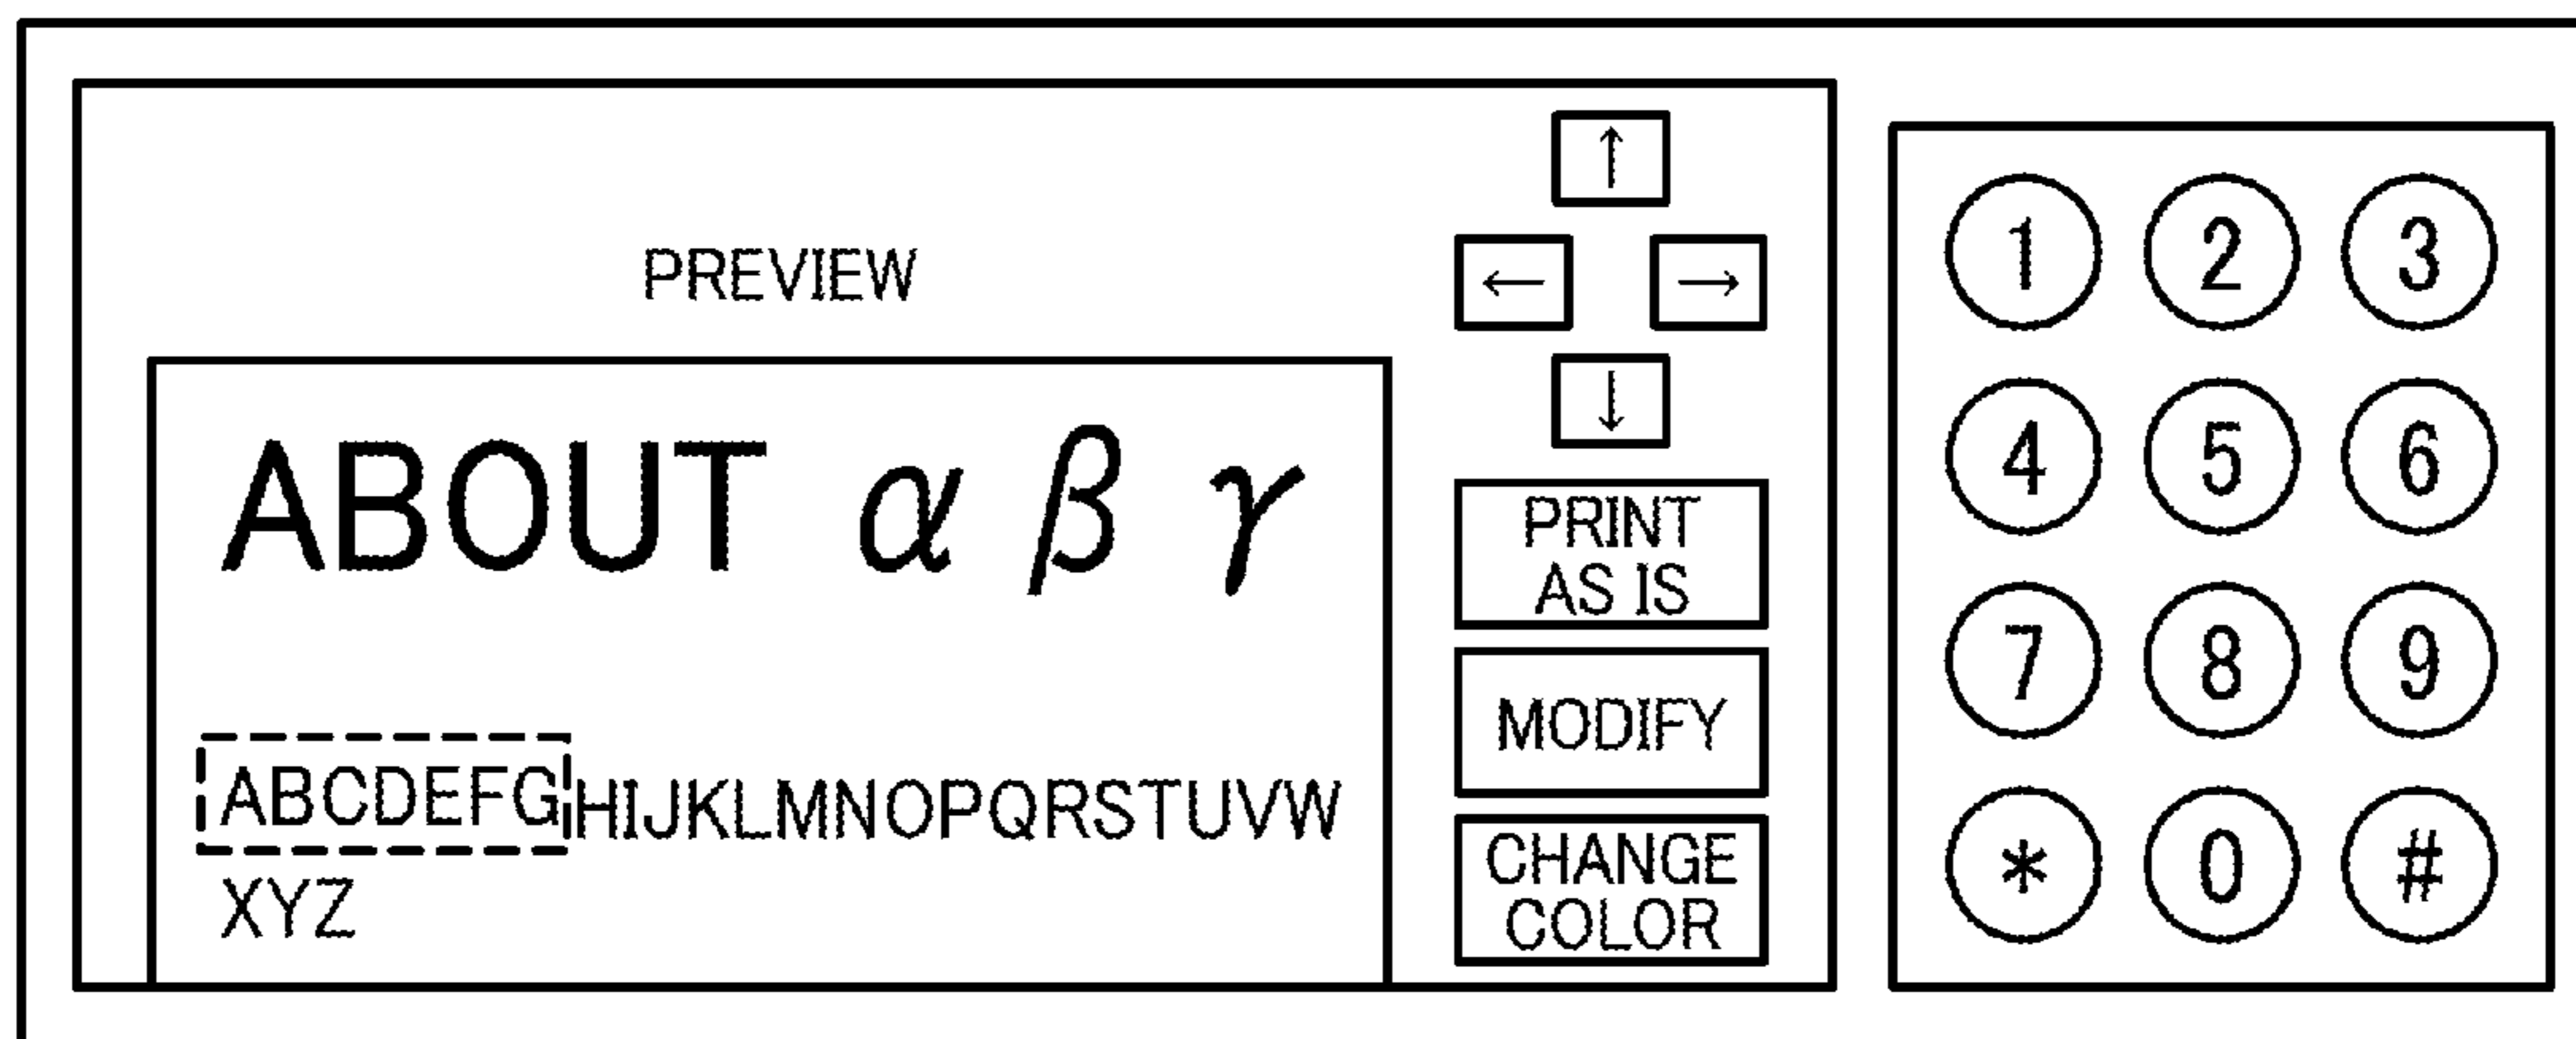 PREVIEW
ABOUT α β γ
ABCDEFGHIJKLMNOPQRSTUVW
XYZ
↑
← →
↓
PRINT
AS IS
MODIFY
CHANGE
COLOR
1 2 3
4 5 6
7 8 9
* 0 #